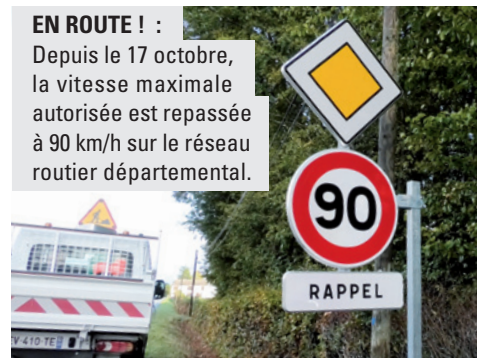 EN ROUTE ! :
Depuis le 17 octobre,
la vitesse maximale
autorisée est repassée
à 90 km/h sur le réseau
routier départemental.
90
RAPPEL